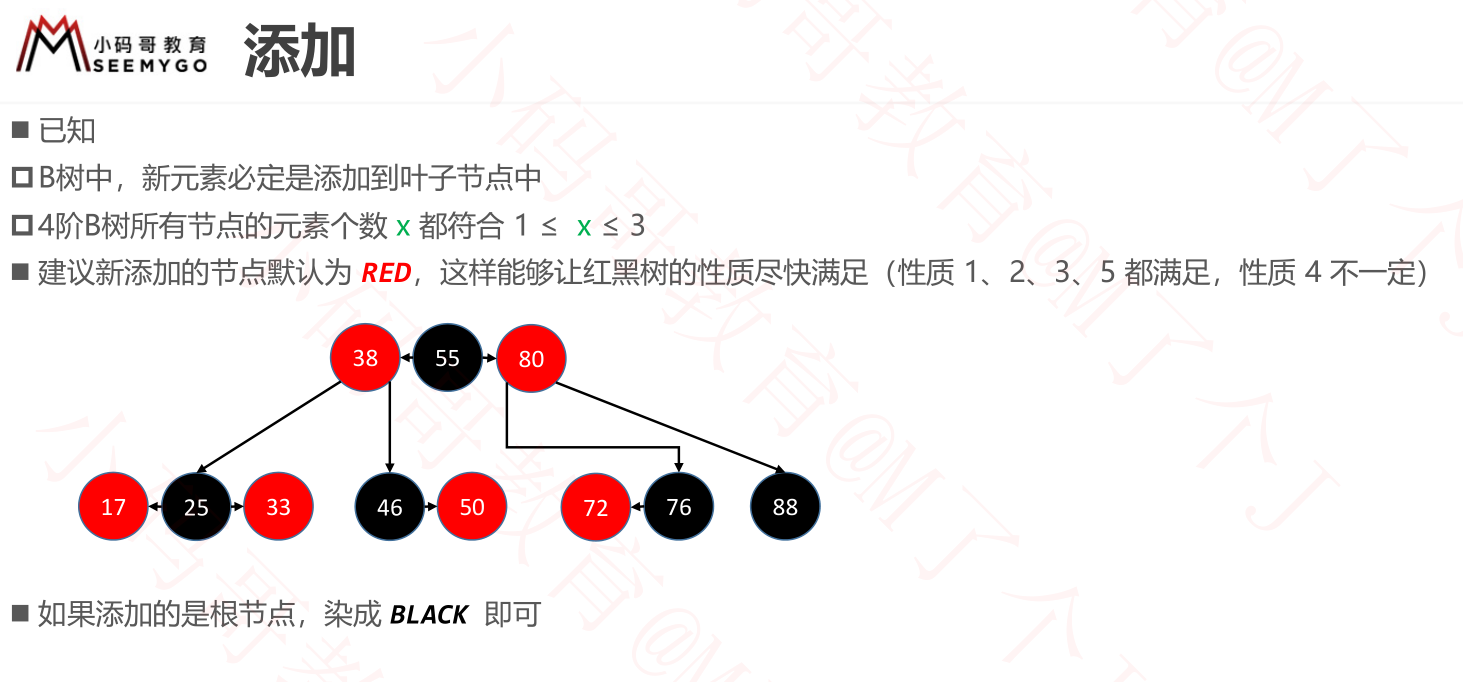 小码哥教育
SEEMYGO
添加
已知
B树中，新元素必定是添加到叶子节点中
4阶B树所有节点的元素个数 x 都符合 1 ≤ x ≤ 3
建议新添加的节点默认为 RED，这样能够让红黑树的性质尽快满足（性质 1、2、3、5 都满足，性质 4 不一定）
38 55 80
17 25 33 46 50 72 76 88
如果添加的是根节点，染成 BLACK 即可
小码哥教育@M了个J